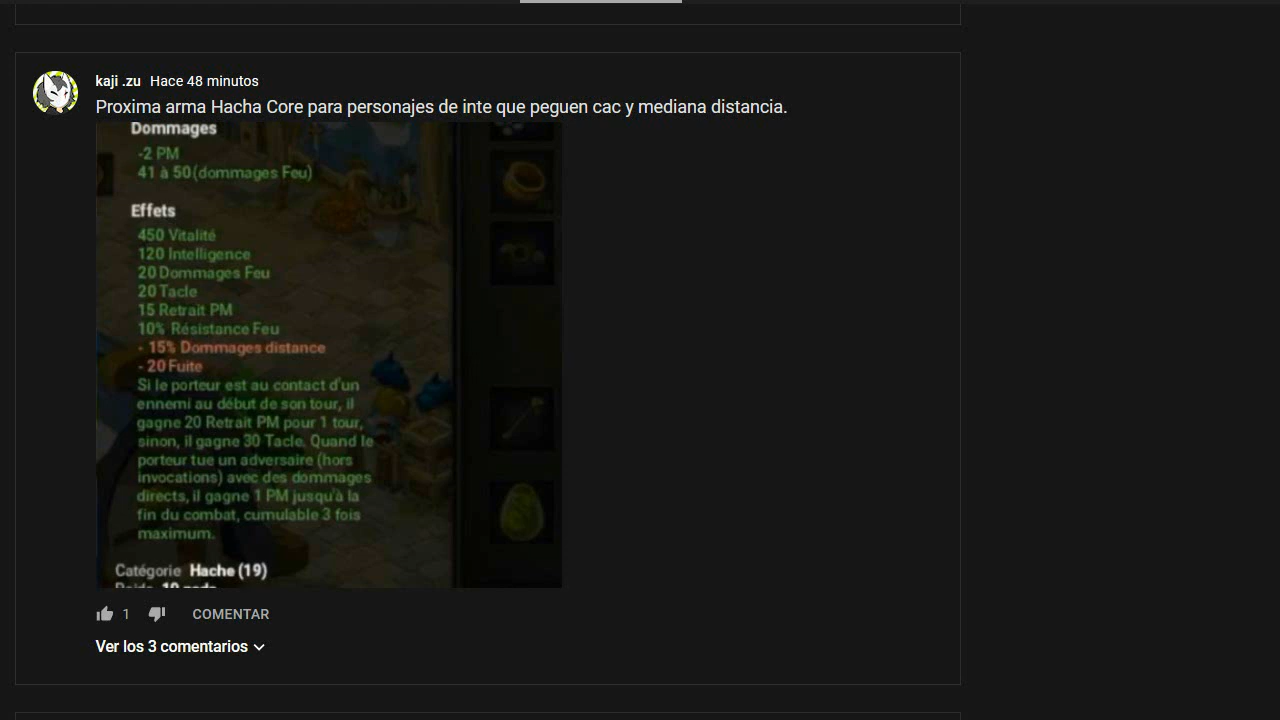 kaji .zu Hace 48 minutos
Proxima arma Hacha Core para personajes de inte que peguen cac y mediana distancia.
Dommages
-2 PM
41 à 50(dommages Feu)
Effets
450 Vitalité
120 Intelligence
20 Dommages Feu
20 Tacle
15 Retrait PM
10% Résistance Feu
- 15% Dommages distance
- 20 Fuite
Si le porteur est au contact d'un
ennemi au début de son tour, il
gagne 20 Retrait PM pour 1 tour,
sinon, il gagne 30 Tacle. Quand le
porteur tue un adversaire (hors
invocations) avec des dommages
directs, il gagne 1 PM jusqu'à la
fin du combat, cumulable 3 fois
maximum.
Catégorie Hache (19)
1 COMENTAR
Ver los 3 comentarios